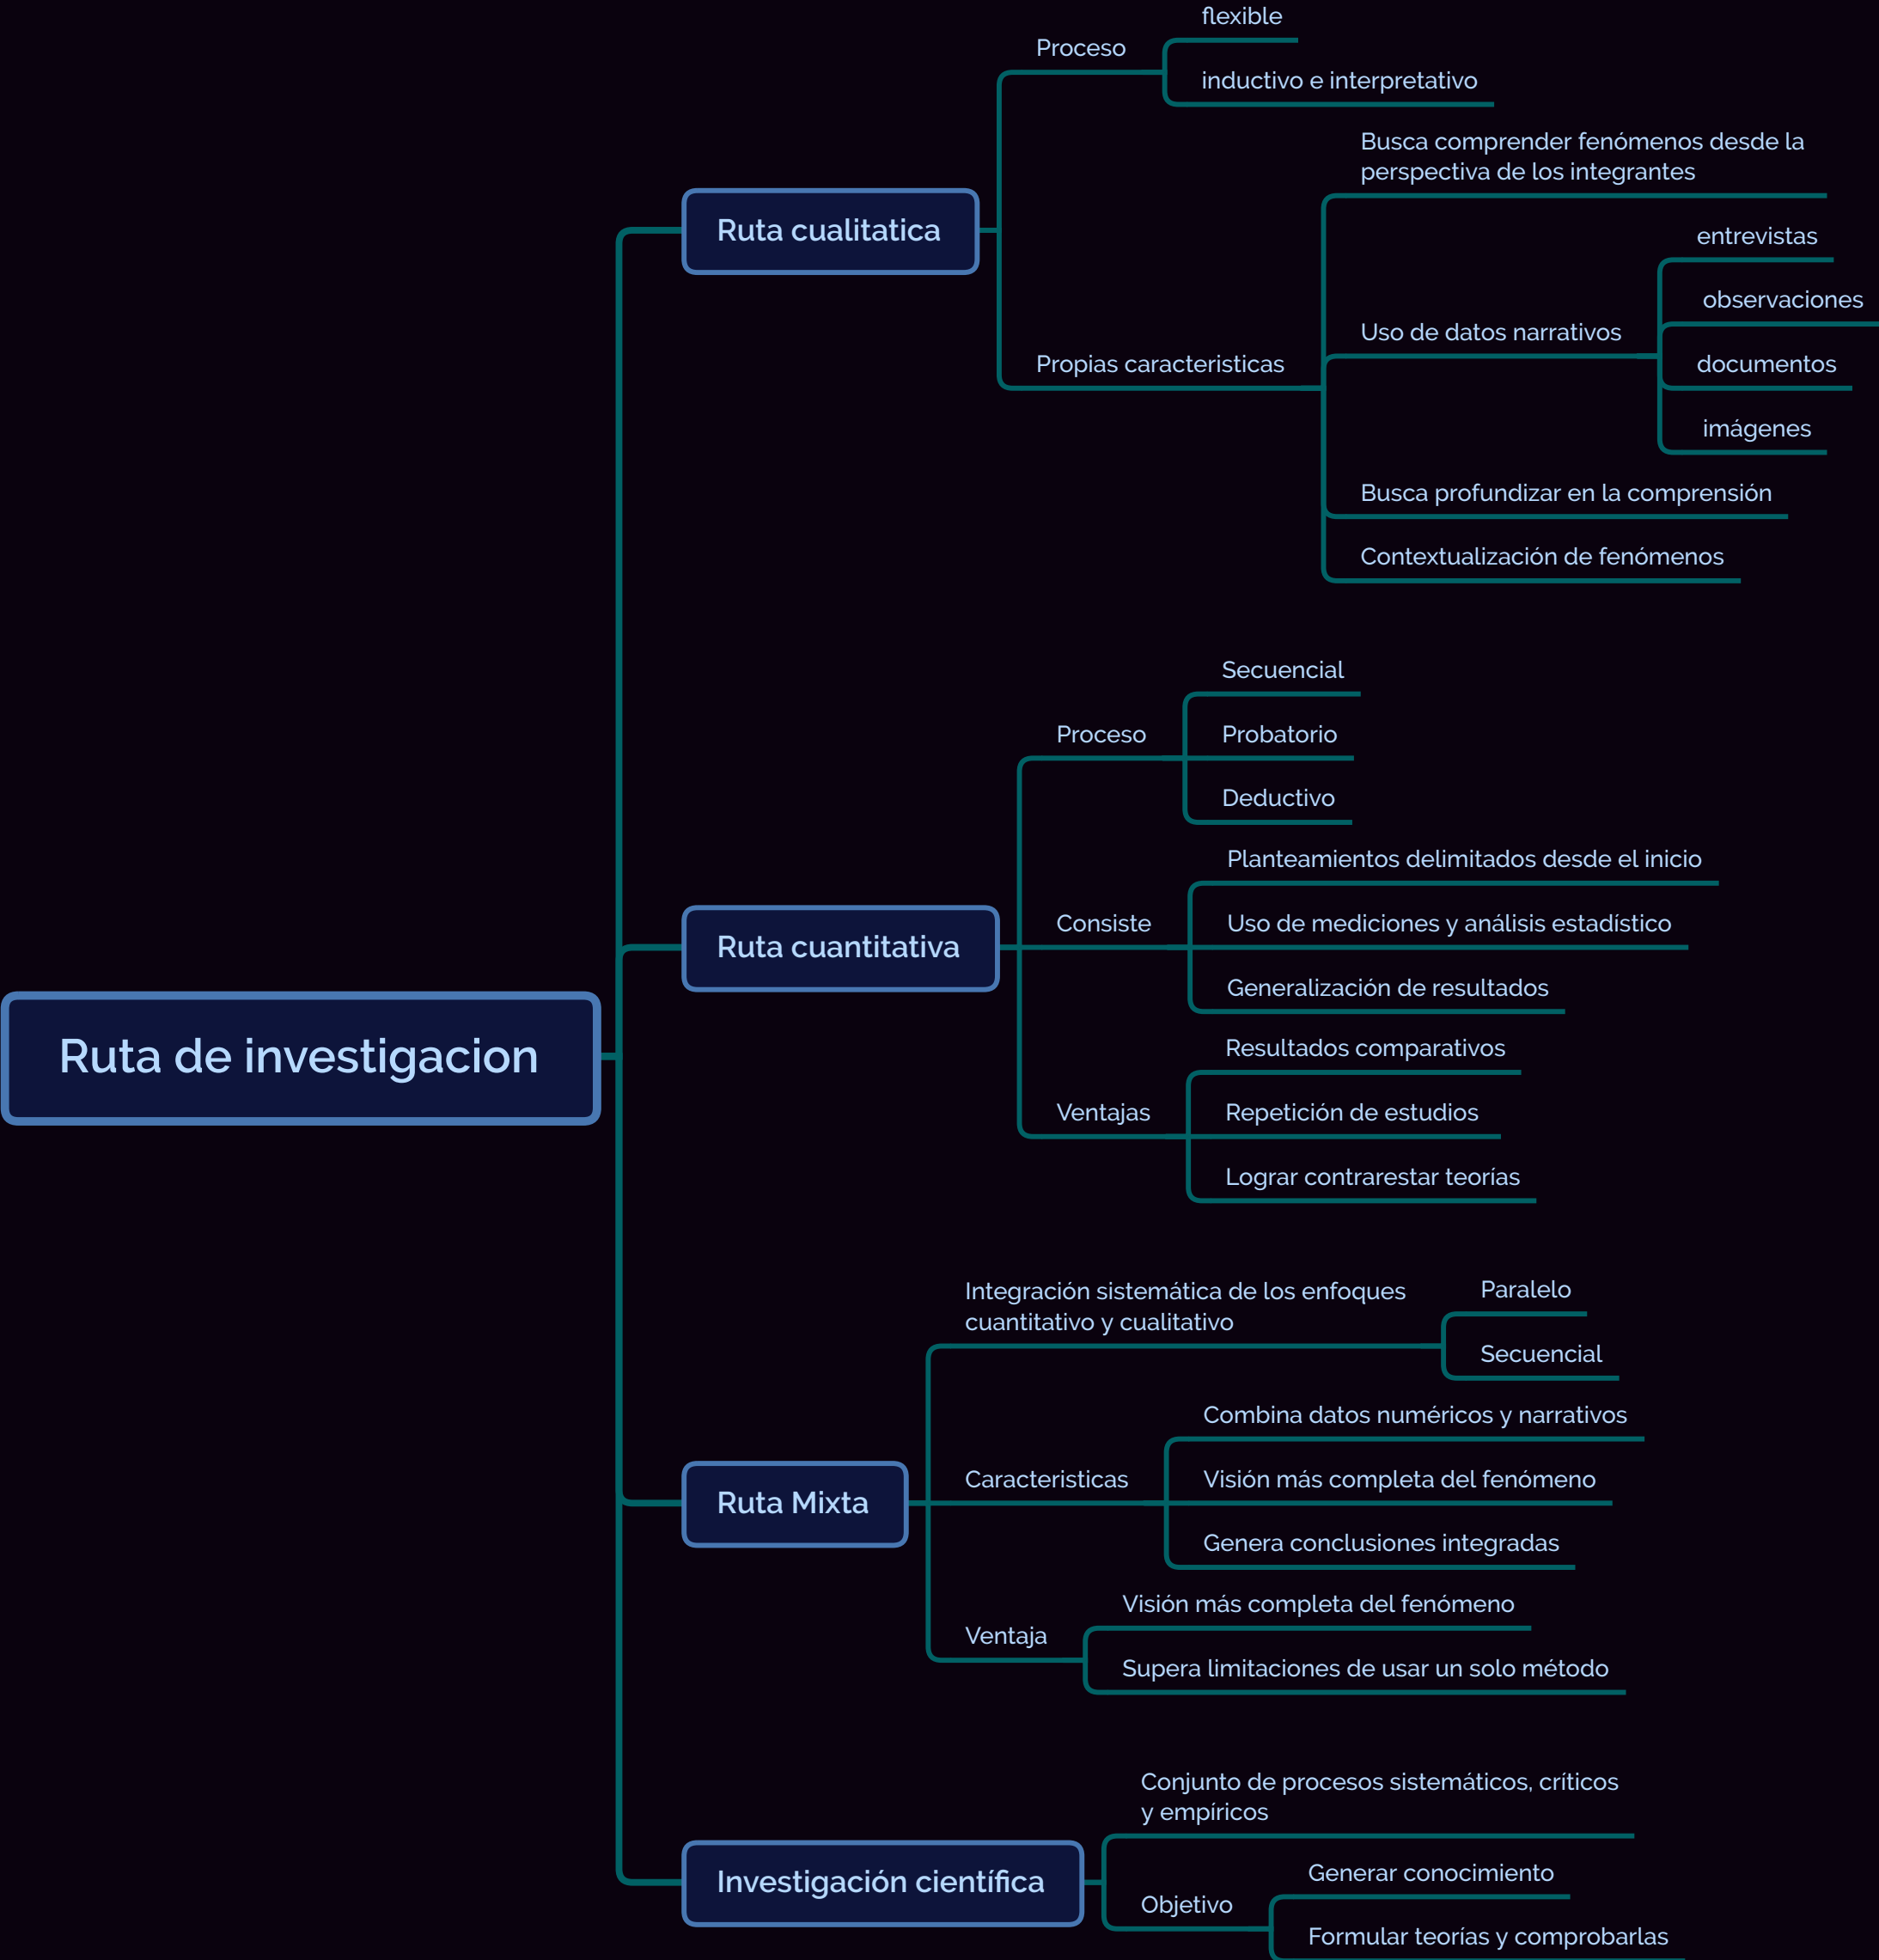 Ruta de investigacion
Ruta cualitatica
Proceso
flexible
inductivo e interpretativo
Propias caracteristicas
Busca comprender fenómenos desde la
perspectiva de los integrantes
Uso de datos narrativos
entrevistas
observaciones
documentos
imágenes
Busca profundizar en la comprensión
Contextualización de fenómenos
Ruta cuantitativa
Proceso
Secuencial
Probatorio
Deductivo
Consiste
Planteamientos delimitados desde el inicio
Uso de mediciones y análisis estadístico
Generalización de resultados
Ventajas
Resultados comparativos
Repetición de estudios
Lograr contrarestar teorías
Ruta Mixta
Integración sistemática de los enfoques
cuantitativo y cualitativo
Paralelo
Secuencial
Caracteristicas
Combina datos numéricos y narrativos
Visión más completa del fenómeno
Genera conclusiones integradas
Ventaja
Visión más completa del fenómeno
Supera limitaciones de usar un solo método
Investigación científica
Conjunto de procesos sistemáticos, críticos
y empíricos
Objetivo
Generar conocimiento
Formular teorías y comprobarlas